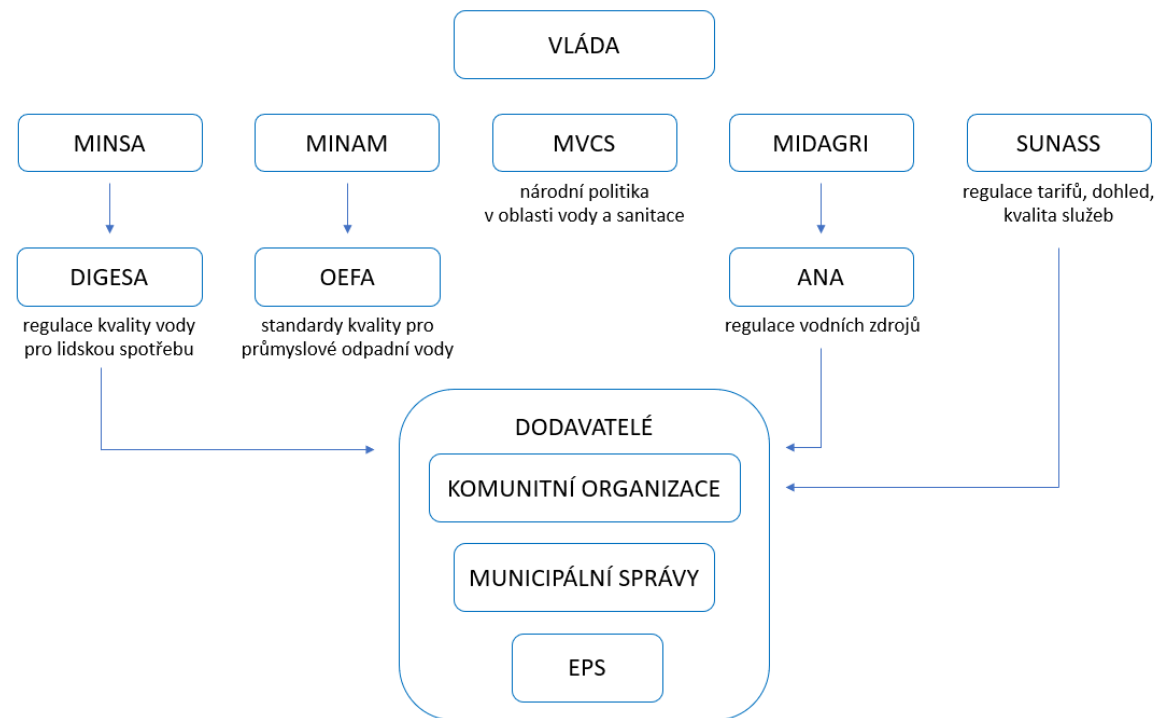 VLÁDA
MINSA
MINAM
MVCS
MIDAGRI
SUNASS
národní politika
v oblasti vody a sanitace
regulace tarifů, dohled,
kvalita služeb
DIGESA
OEFA
ANA
regulace kvality vody
pro lidskou spotřebu
standardy kvality pro
průmyslové odpadní vody
regulace vodních zdrojů
DODAVATELÉ
KOMUNITNÍ ORGANIZACE
MUNICIPÁLNÍ SPRÁVY
EPS